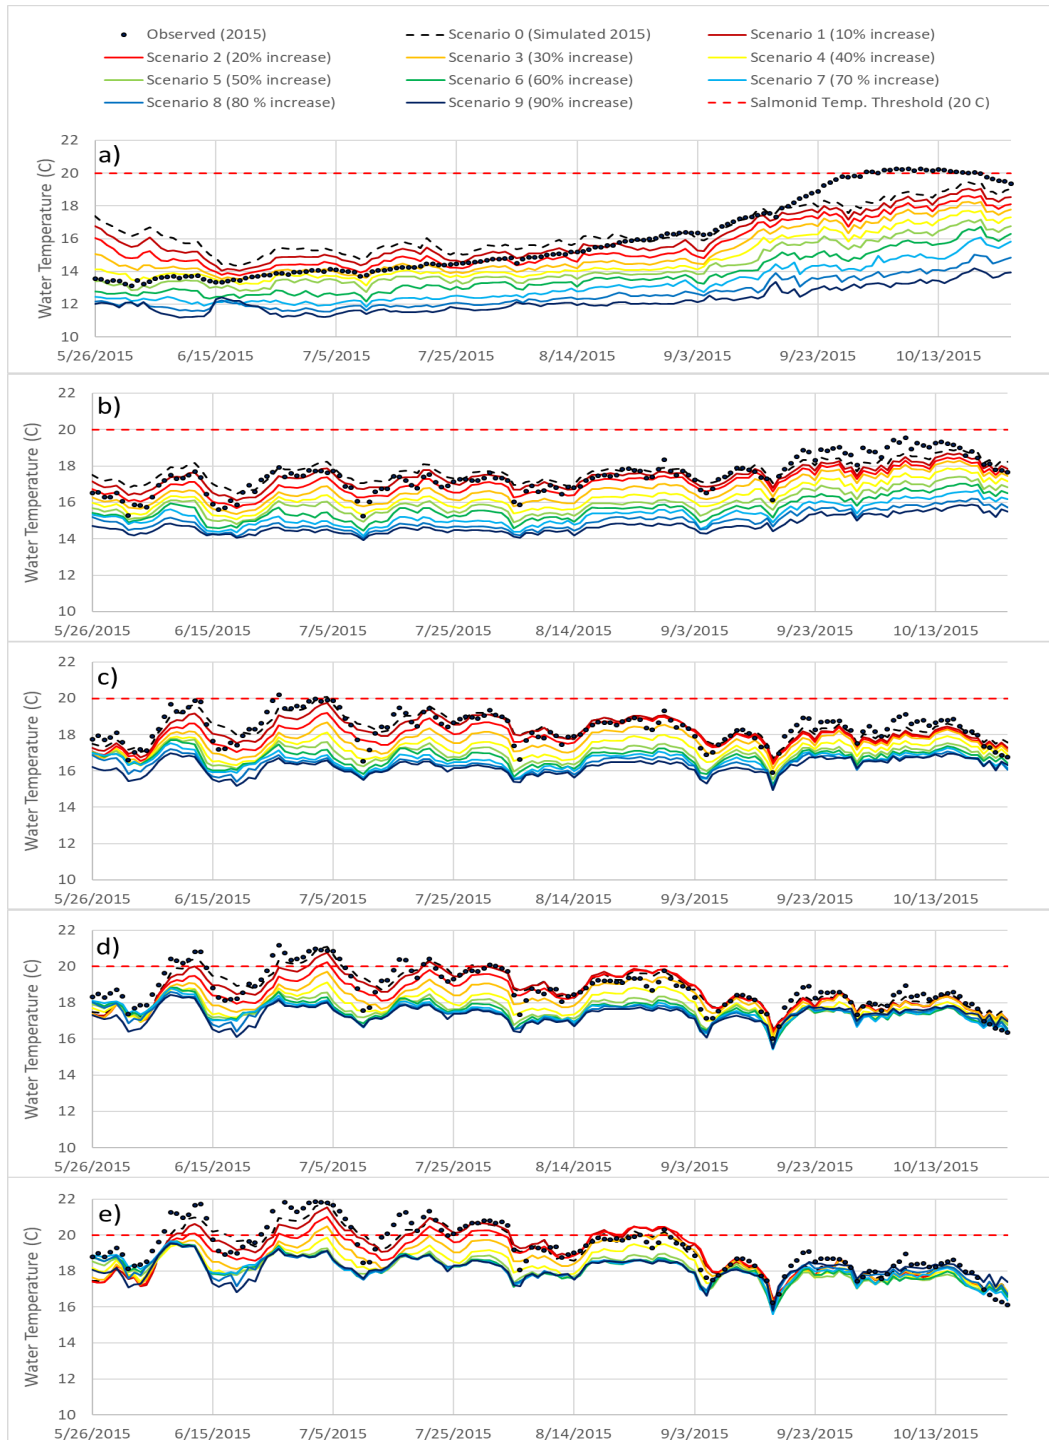 Observed (2015) Scenario 0 (Simulated 2015) Scenario 1 (10% increase)
Scenario 2 (20% increase) Scenario 3 (30% increase) Scenario 4 (40% increase)
Scenario 5 (50% increase) Scenario 6 (60% increase) Scenario 7 (70 % increase)
Scenario 8 (80 % increase) Scenario 9 (90% increase) Salmonid Temp. Threshold (20 C)
a)
Water Temperature (C)
22
20
18
16
14
12
10
5/26/2015 6/15/2015 7/5/2015 7/25/2015 8/14/2015 9/3/2015 9/23/2015 10/13/2015
b)
Water Temperature (C)
22
20
18
16
14
12
10
5/26/2015 6/15/2015 7/5/2015 7/25/2015 8/14/2015 9/3/2015 9/23/2015 10/13/2015
c)
Water Temperature (C)
22
20
18
16
14
12
10
5/26/2015 6/15/2015 7/5/2015 7/25/2015 8/14/2015 9/3/2015 9/23/2015 10/13/2015
d)
Water Temperature (C)
22
20
18
16
14
12
10
5/26/2015 6/15/2015 7/5/2015 7/25/2015 8/14/2015 9/3/2015 9/23/2015 10/13/2015
e)
Water Temperature (C)
22
20
18
16
14
12
10
5/26/2015 6/15/2015 7/5/2015 7/25/2015 8/14/2015 9/3/2015 9/23/2015 10/13/2015